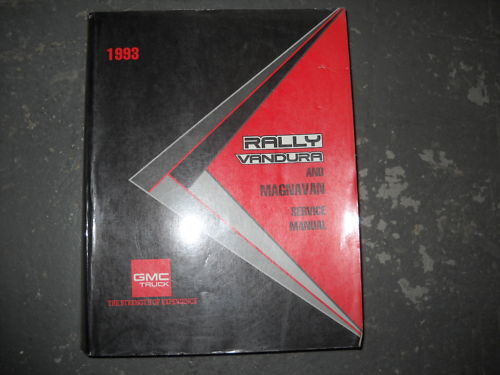 1993
RALLY
VANDURA
AND
MAGNAVAN
SERVICE
MANUAL
GMC
TRUCK
THE STRENGTH OF EXPERIENCE